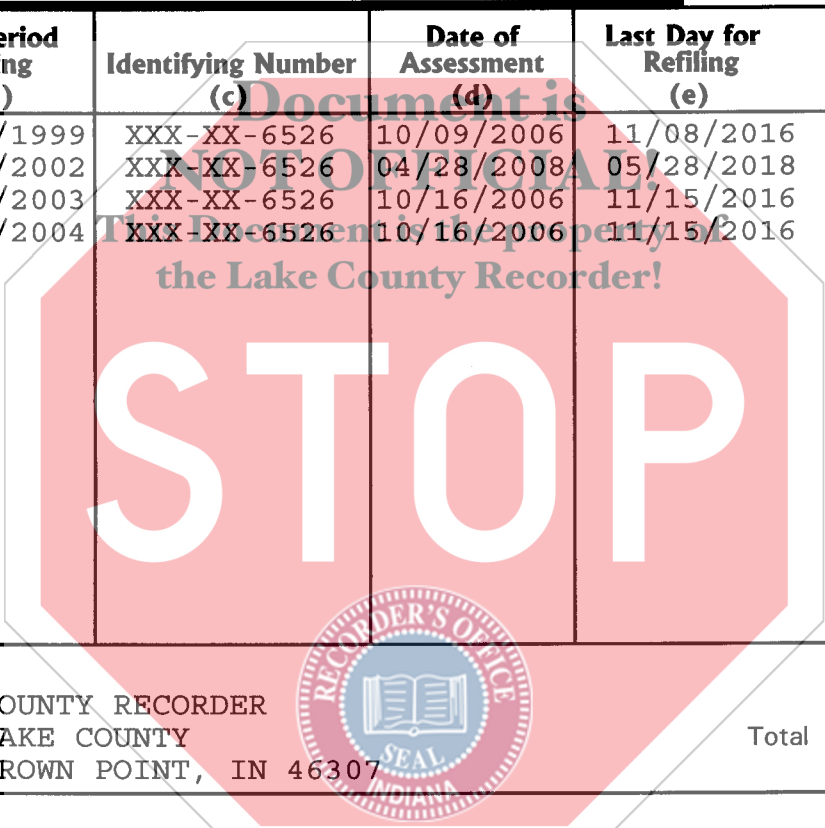 eriod Date of Last Day for
ng Identifying Number Assessment Refiling
) (c) (d) (e)
Document is
/1999 XXX-XX-6526 10/09/2006 11/08/2016
/2002 XXX-XX-6526 04/28/2008 05/28/2018
NOT OFFICIAL!
/2003 XXX-XX-6526 10/16/2006 11/15/2016
/2004 XXX-XX-6526 10/16/2006 11/15/2016
This Document is the property of
the Lake County Recorder!
STOP
RECORDER'S OFFICE
SEAL
INDIANA
OUNTY RECORDER
AKE COUNTY Total
ROWN POINT, IN 46307